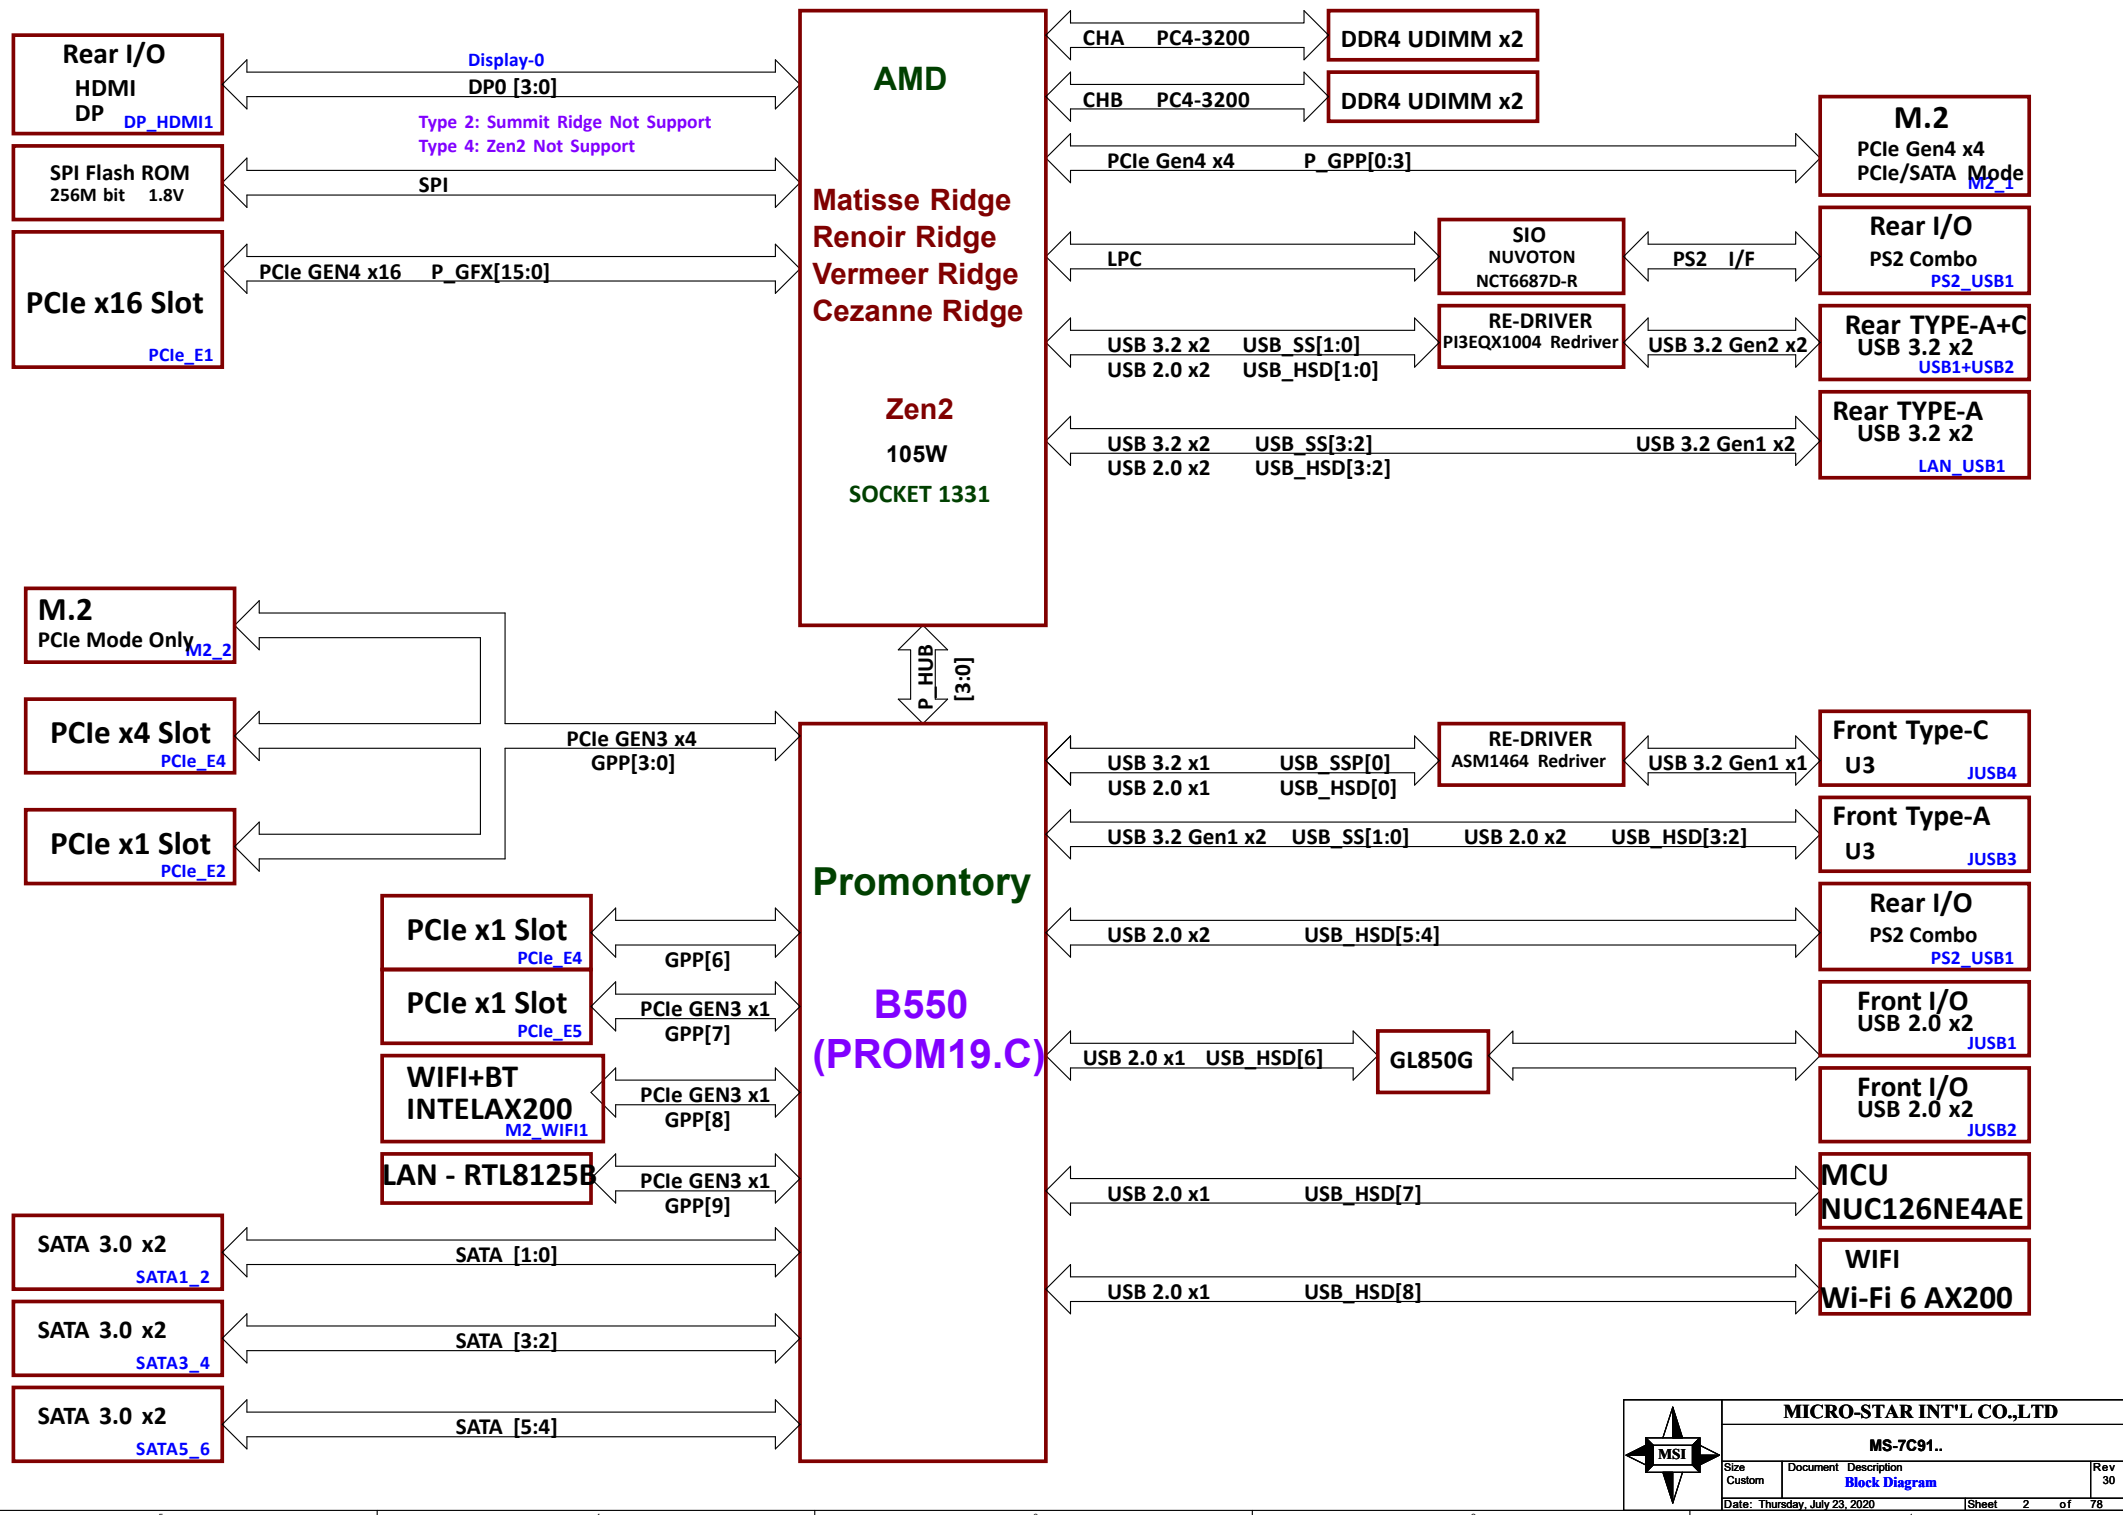 Rear I/O
HDMI
DP
DP_HDMI1
Display-0
DP0 [3:0]
Type 2: Summit Ridge Not Support
Type 4: Zen2 Not Support
SPI Flash ROM
256M bit 1.8V
SPI
PCIe x16 Slot
PCIe_E1
PCIe GEN4 x16 P_GFX[15:0]
AMD
Matisse Ridge
Renoir Ridge
Vermeer Ridge
Cezanne Ridge
Zen2
105W
SOCKET 1331
CHA PC4-3200
DDR4 UDIMM x2
CHB PC4-3200
DDR4 UDIMM x2
PCIe Gen4 x4 P_GPP[0:3]
M.2
PCIe Gen4 x4
PCIe/SATA Mode
M2_1
LPC
SIO
NUVOTON
NCT6687D-R
PS2 I/F
Rear I/O
PS2 Combo
PS2_USB1
USB 3.2 x2 USB_SS[1:0]
USB 2.0 x2 USB_HSD[1:0]
RE-DRIVER
PI3EQX1004 Redriver
USB 3.2 Gen2 x2
Rear TYPE-A+C
USB 3.2 x2
USB1+USB2
USB 3.2 x2 USB_SS[3:2]
USB 2.0 x2 USB_HSD[3:2]
USB 3.2 Gen1 x2
Rear TYPE-A
USB 3.2 x2
LAN_USB1
P_HUB
[3:0]
M.2
PCIe Mode Only
M2_2
PCIe x4 Slot
PCIe_E4
PCIe x1 Slot
PCIe_E2
PCIe GEN3 x4
GPP[3:0]
PCIe x1 Slot
PCIe_E4
GPP[6]
PCIe x1 Slot
PCIe_E5
PCIe GEN3 x1
GPP[7]
WIFI+BT
INTELAX200
M2_WIFI1
PCIe GEN3 x1
GPP[8]
LAN - RTL8125B
PCIe GEN3 x1
GPP[9]
SATA 3.0 x2
SATA1_2
SATA [1:0]
SATA 3.0 x2
SATA3_4
SATA [3:2]
SATA 3.0 x2
SATA5_6
SATA [5:4]
Promontory
B550
(PROM19.C)
USB 3.2 x1 USB_SSP[0]
USB 2.0 x1 USB_HSD[0]
RE-DRIVER
ASM1464 Redriver
USB 3.2 Gen1 x1
Front Type-C
U3
JUSB4
USB 3.2 Gen1 x2 USB_SS[1:0] USB 2.0 x2 USB_HSD[3:2]
Front Type-A
U3
JUSB3
USB 2.0 x2 USB_HSD[5:4]
Rear I/O
PS2 Combo
PS2_USB1
USB 2.0 x1 USB_HSD[6]
GL850G
Front I/O
USB 2.0 x2
JUSB1
Front I/O
USB 2.0 x2
JUSB2
USB 2.0 x1 USB_HSD[7]
MCU
NUC126NE4AE
USB 2.0 x1 USB_HSD[8]
WIFI
Wi-Fi 6 AX200
MSI
MICRO-STAR INT'L CO.,LTD
MS-7C91..
Size
Custom
Document Description
Block Diagram
Rev
30
Date: Thursday, July 23, 2020
Sheet 2 of 78